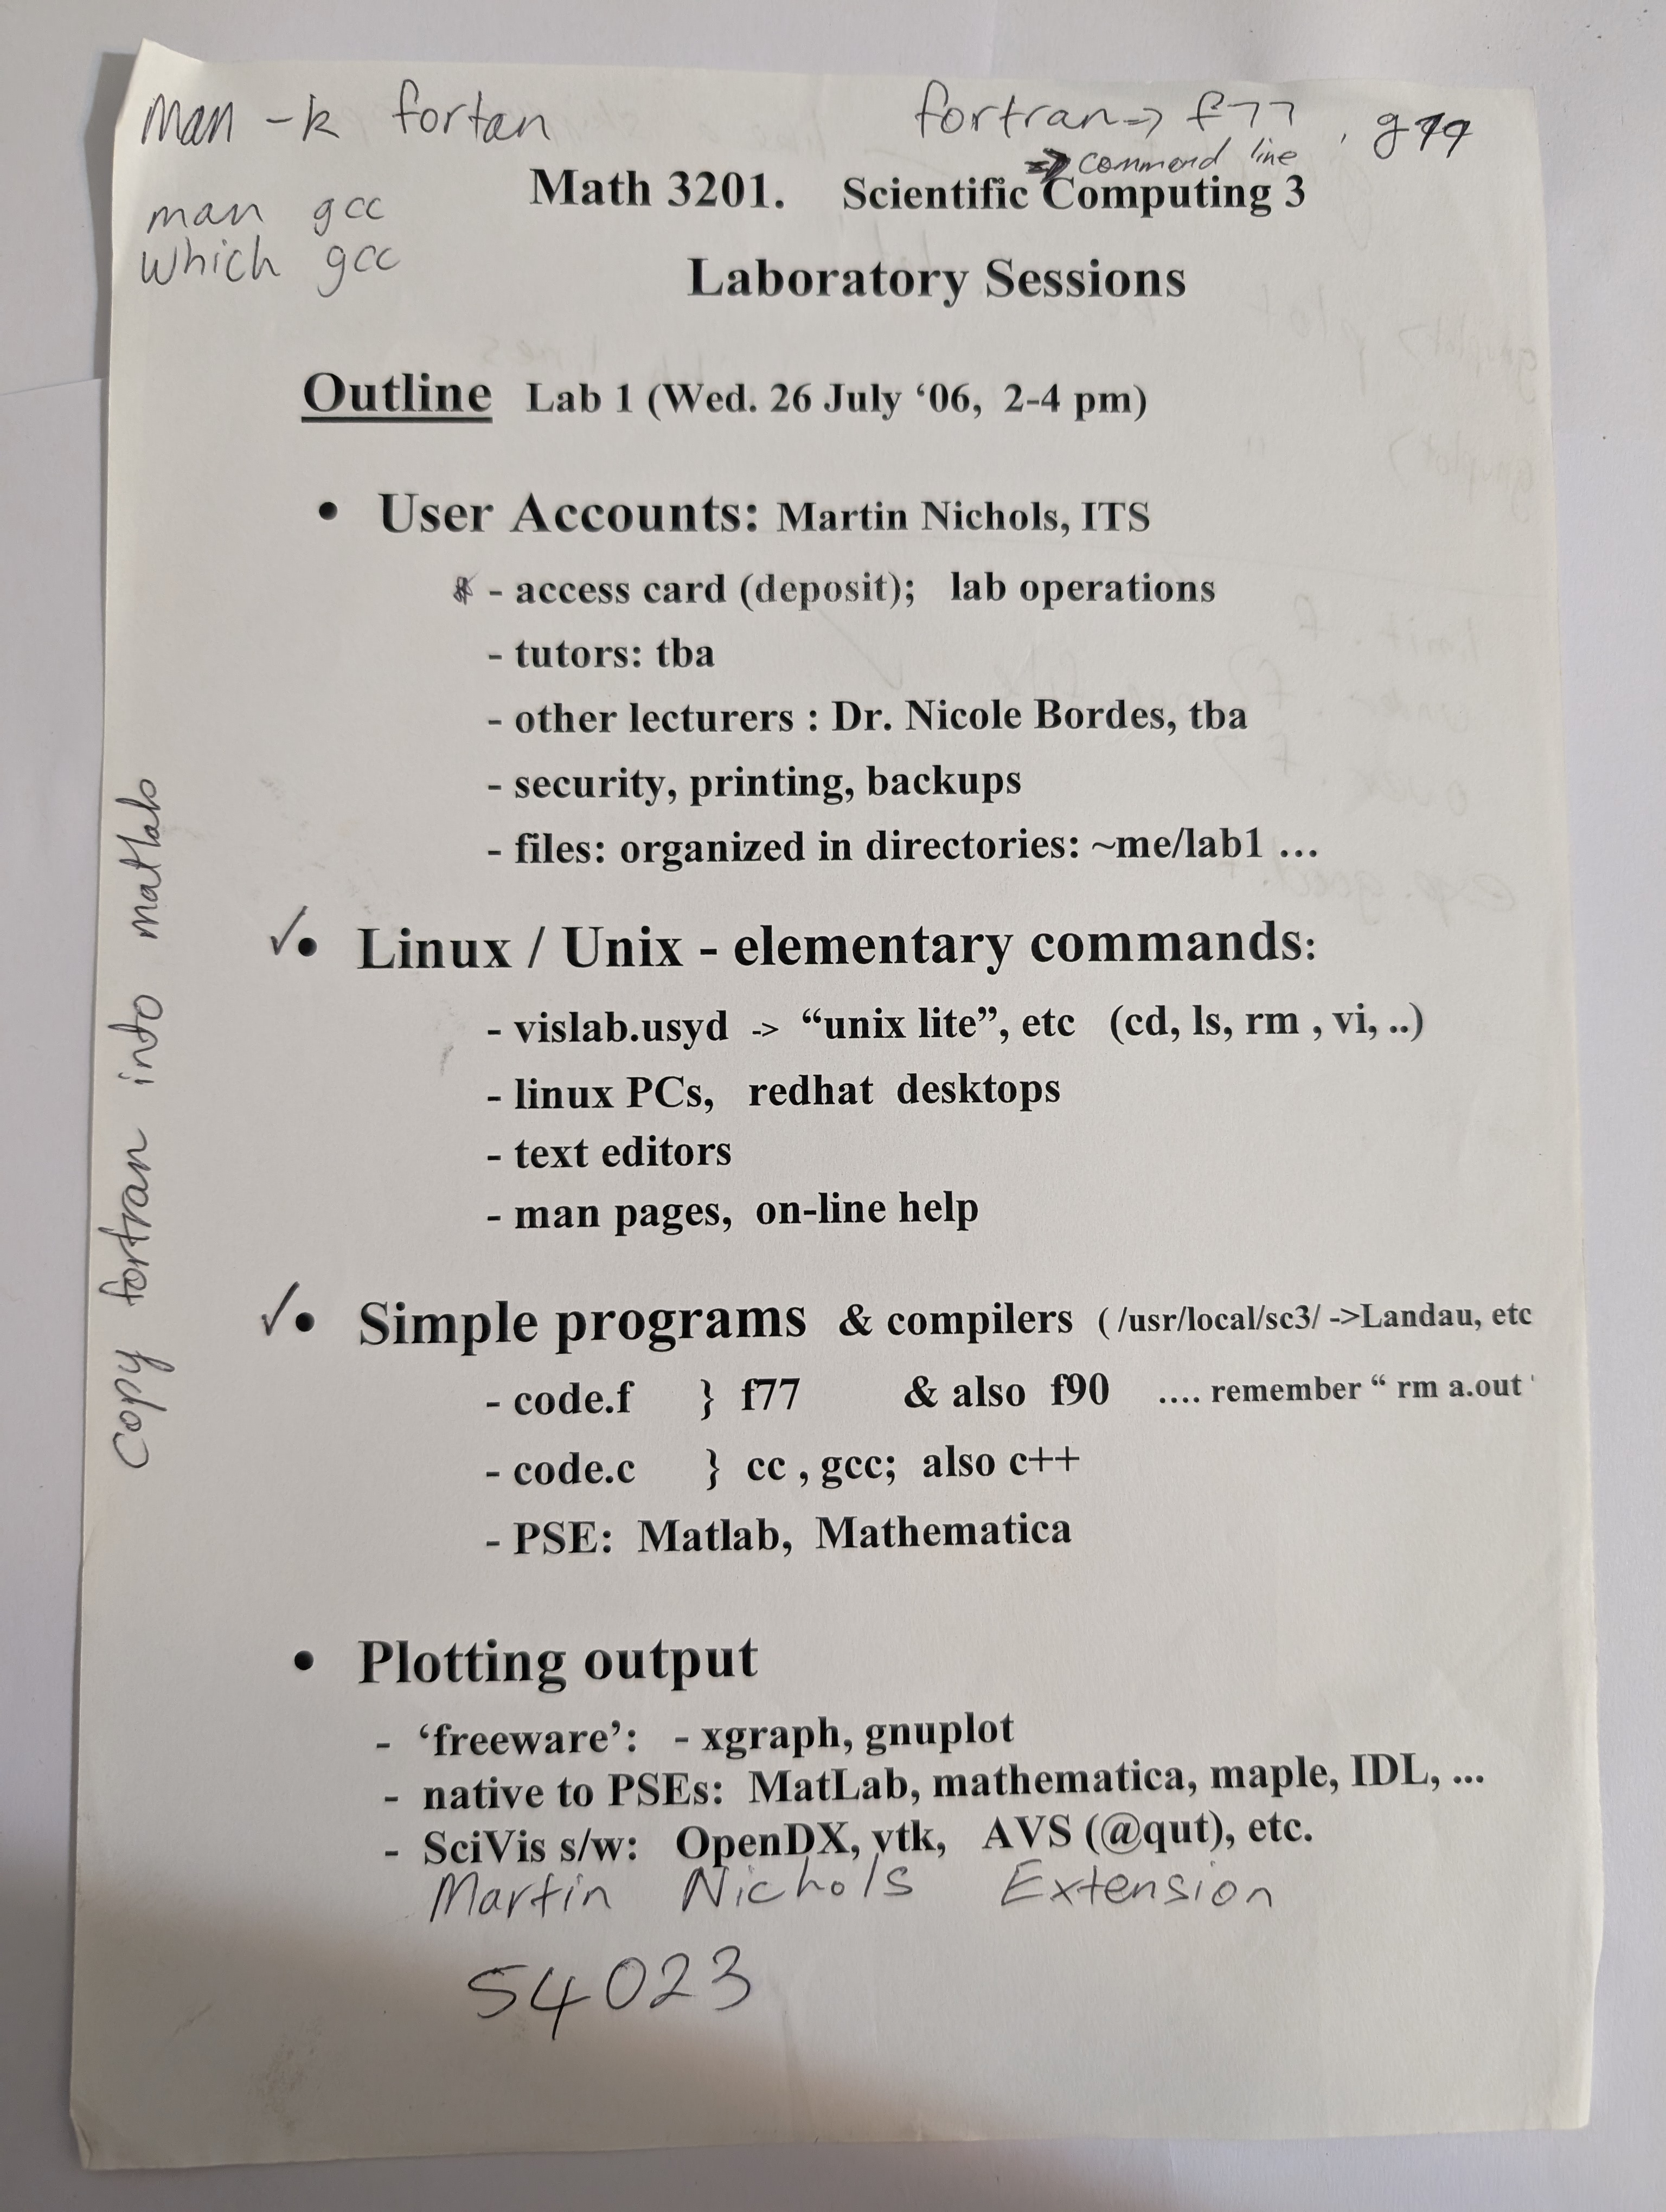 man -k fortan
fortran => f77 , g77
=> command line
man gcc
which gcc
Math 3201. Scientific Computing 3
Laboratory Sessions
Outline Lab 1 (Wed. 26 July ‘06, 2-4 pm)
• User Accounts: Martin Nichols, ITS
* - access card (deposit); lab operations
- tutors: tba
- other lecturers : Dr. Nicole Bordes, tba
- security, printing, backups
- files: organized in directories: ~me/lab1 ...
✓• Linux / Unix - elementary commands:
- vislab.usyd -> “unix lite”, etc (cd, ls, rm , vi, ..)
- linux PCs, redhat desktops
- text editors
- man pages, on-line help
✓• Simple programs & compilers ( /usr/local/sc3/ ->Landau, etc
- code.f } f77 & also f90 .... remember “ rm a.out '
- code.c } cc , gcc; also c++
- PSE: Matlab, Mathematica
• Plotting output
- ‘freeware’: - xgraph, gnuplot
- native to PSEs: MatLab, mathematica, maple, IDL, ...
- SciVis s/w: OpenDX, vtk, AVS (@qut), etc.
Martin Nichols Extension
54023
copy fortran into matlab